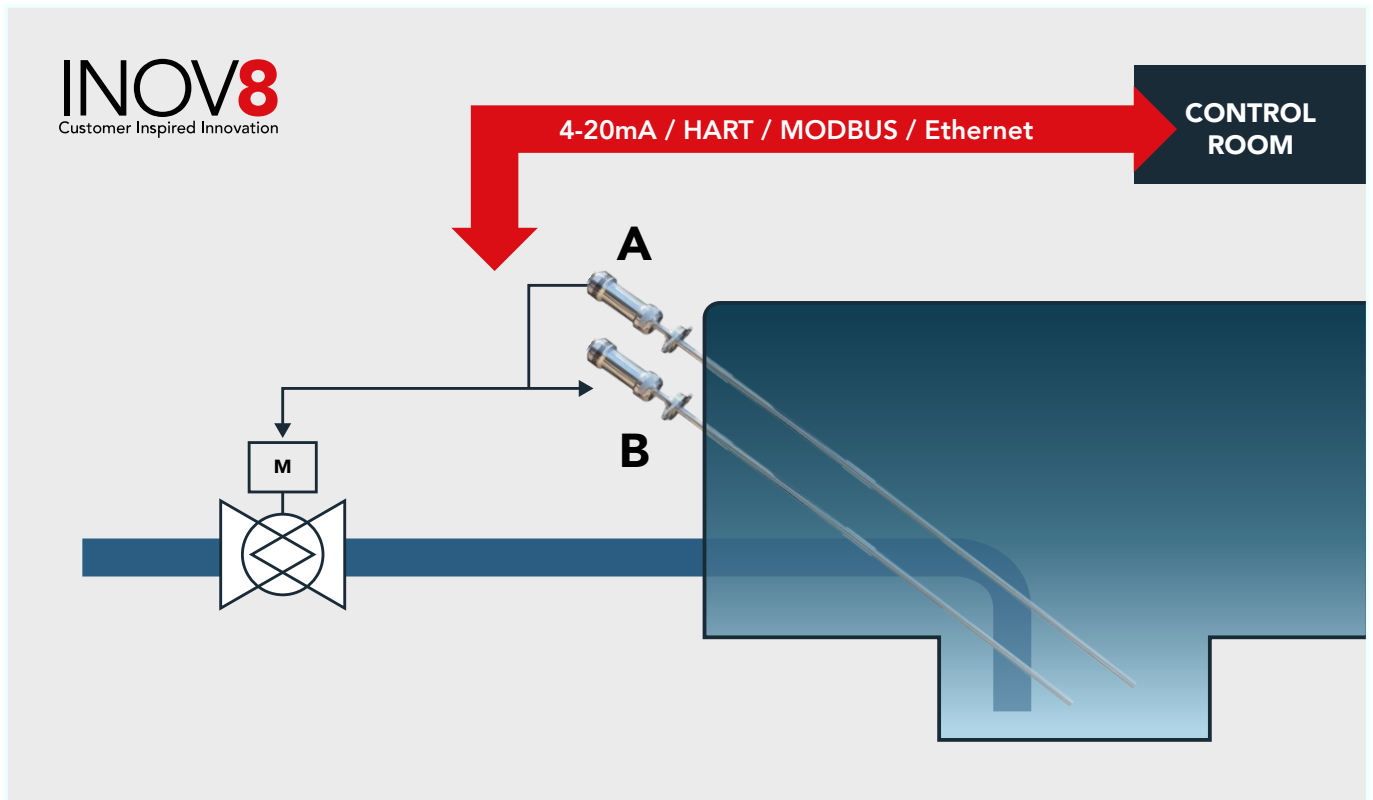 INOV8
Customer Inspired Innovation
4-20mA / HART / MODBUS / Ethernet
CONTROL
ROOM
A
B
M